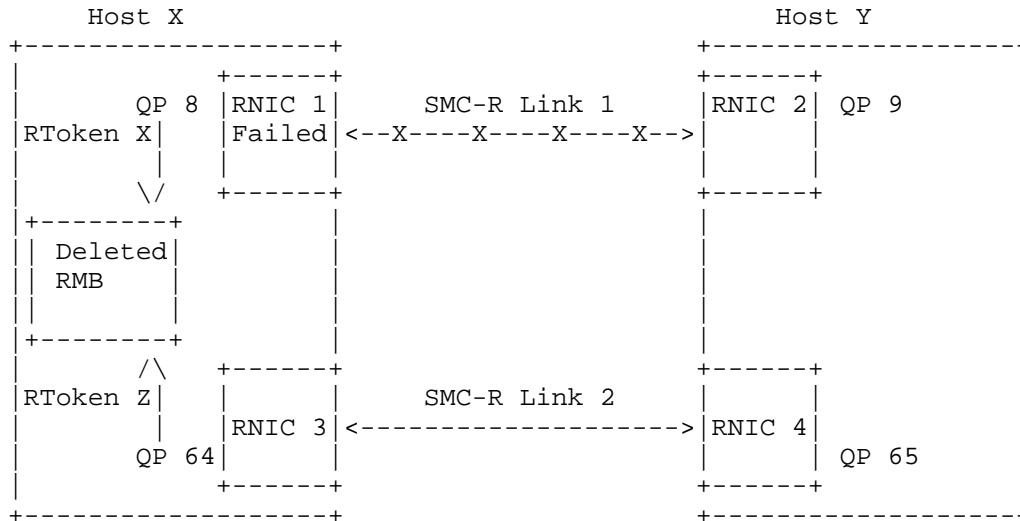 Host X Host Y
QP 8 RNIC 1 SMC-R Link 1 RNIC 2 QP 9
RToken X Failed <--X----X----X----X-->
Deleted
RMB
RToken Z SMC-R Link 2
RNIC 3 <--------------------> RNIC 4
QP 64 QP 65